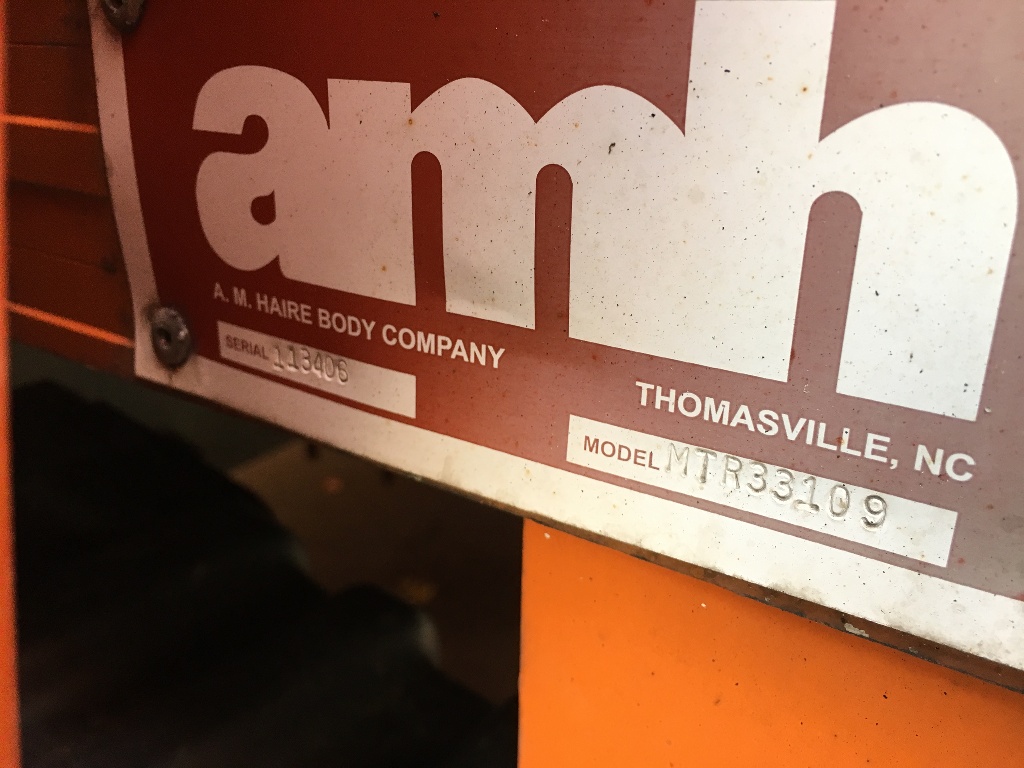 amh
A. M. HAIRE BODY COMPANY
SERIAL 113406
THOMASVILLE, NC
MODEL MTR33109